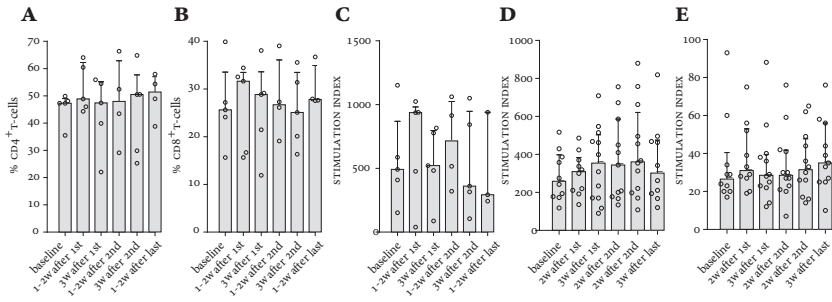 A
B
C
D
E
% CD4+T-cells
70
60
50
40
30
20
10
0
baseline
1-2w after 1st
3w after 1st
1-2w after 2nd
3w after 2nd
1-2w after last
% CD8+T-cells
40
30
20
10
0
baseline
1-2w after 1st
3w after 1st
1-2w after 2nd
3w after 2nd
1-2w after last
STIMULATION INDEX
1500
1000
500
0
baseline
1-2w after 1st
3w after 1st
1-2w after 2nd
3w after 2nd
1-2w after last
STIMULATION INDEX
1000
800
600
400
200
0
baseline
2w after 1st
3w after 1st
2w after 2nd
3w after 2nd
2w after last
STIMULATION INDEX
100
80
60
40
20
0
baseline
2w after 1st
3w after 1st
2w after 2nd
3w after 2nd
3w after last